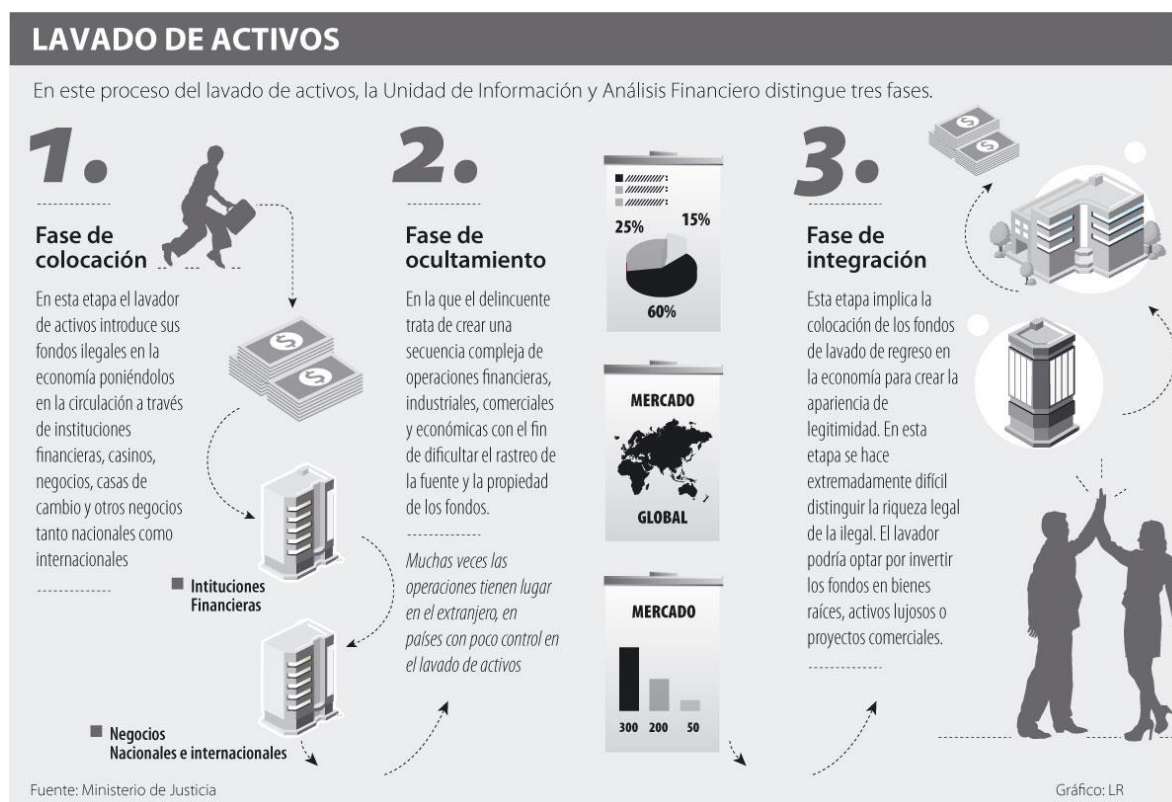 LAVADO DE ACTIVOS
En este proceso del lavado de activos, la Unidad de Información y Análisis Financiero distingue tres fases.
1.
Fase de
colocación
En esta etapa el lavador
de activos introduce sus
fondos ilegales en la
economía poniéndolos
en la circulación a través
de instituciones
financieras, casinos,
negocios, casas de
cambio y otros negocios
tanto nacionales como
internacionales
$
$
Intituciones
Financieras
Negocios
Nacionales e internacionales
2.
Fase de
ocultamiento
En la que el delincuente
trata de crear una
secuencia compleja de
operaciones financieras,
industriales, comerciales
y económicas con el fin
de dificultar el rastreo de
la fuente y la propiedad
de los fondos.
Muchas veces las
operaciones tienen lugar
en el extranjero, en
países con poco control en
el lavado de activos
25%
15%
60%
MERCADO
GLOBAL
MERCADO
300 200 50
3.
Fase de
integración
Esta etapa implica la
colocación de los fondos
de lavado de regreso en
la economía para crear la
apariencia de
legitimidad. En esta
etapa se hace
extremadamente difícil
distinguir la riqueza legal
de la ilegal. El lavador
podría optar por invertir
los fondos en bienes
raíces, activos lujosos o
proyectos comerciales.
$
$
Fuente: Ministerio de Justicia
Gráfico: LR